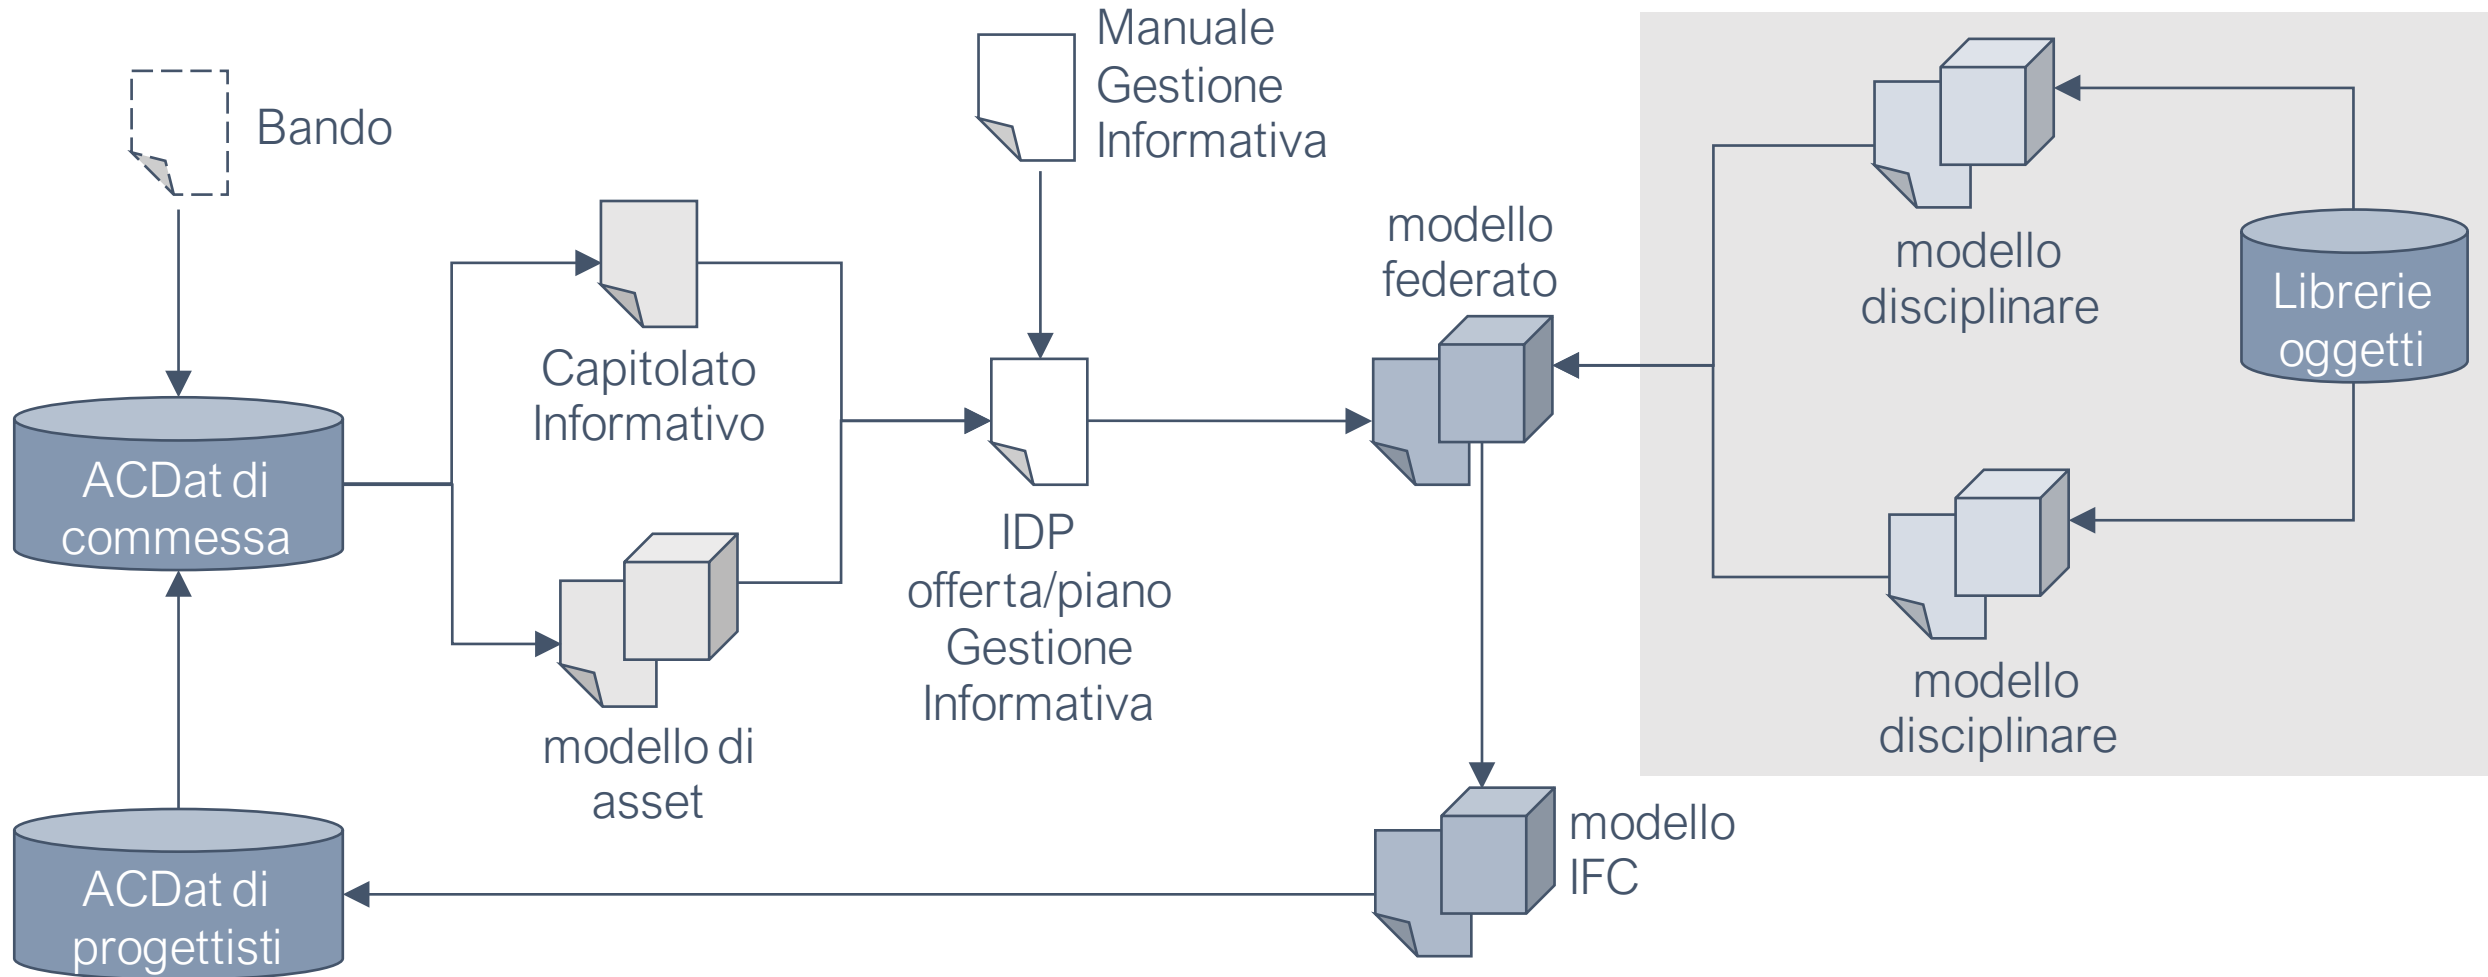 Bando
Manuale
Gestione
Informativa
ACDat di
commessa
Capitolato
Informativo
modello di
asset
IDP
offerta/piano
Gestione
Informativa
modello
federato
modello
disciplinare
Librerie
oggetti
modello
disciplinare
modello
IFC
ACDat di
progettisti